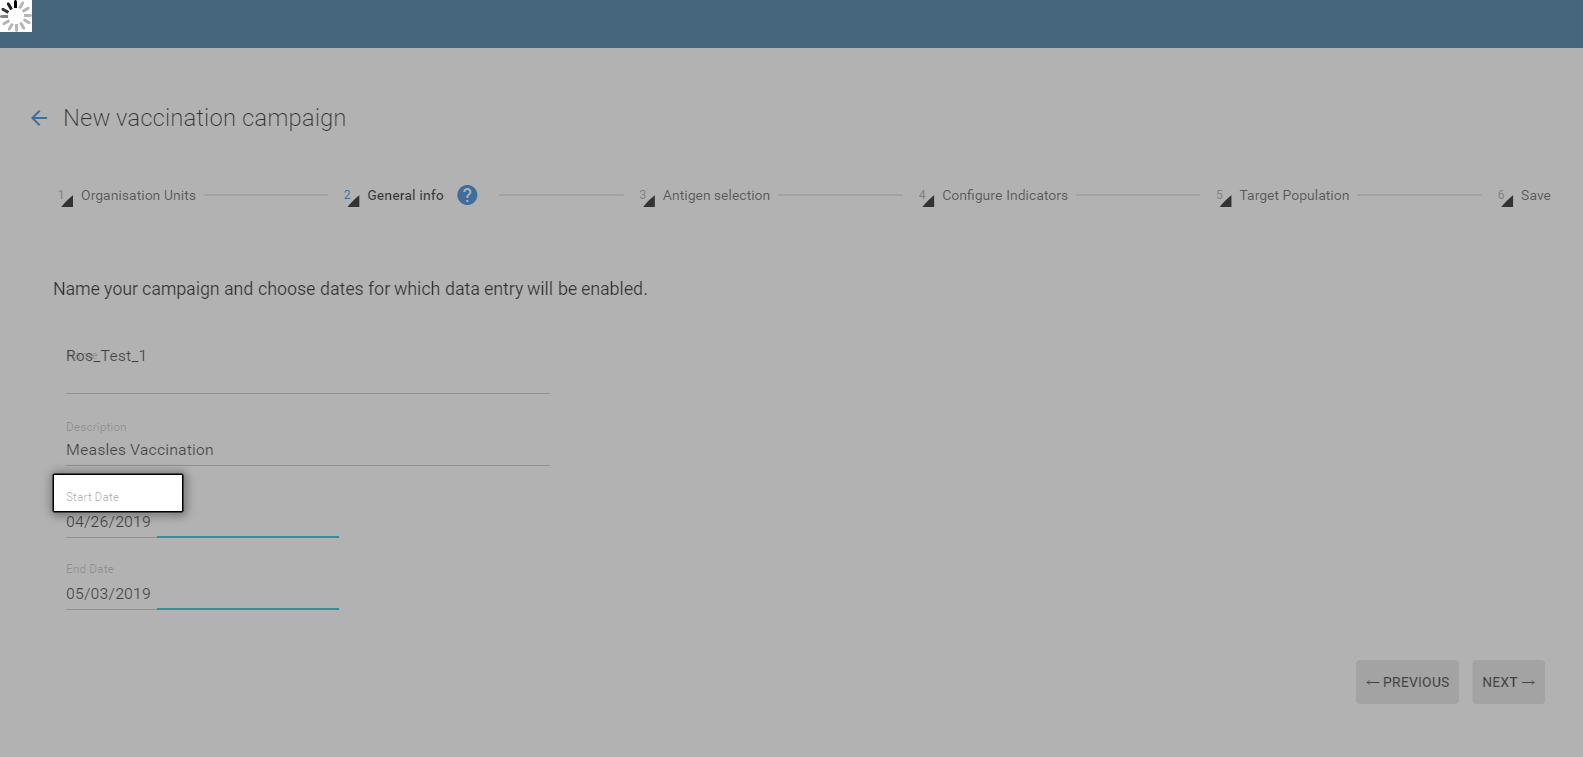 New vaccination campaign
1 Organisation Units 2 General info ? 3 Antigen selection 4 Configure Indicators 5 Target Population 6 Save
Name your campaign and choose dates for which data entry will be enabled.
Ros_Test_1
Description
Measles Vaccination
Start Date
04/26/2019
End Date
05/03/2019
← PREVIOUS NEXT →